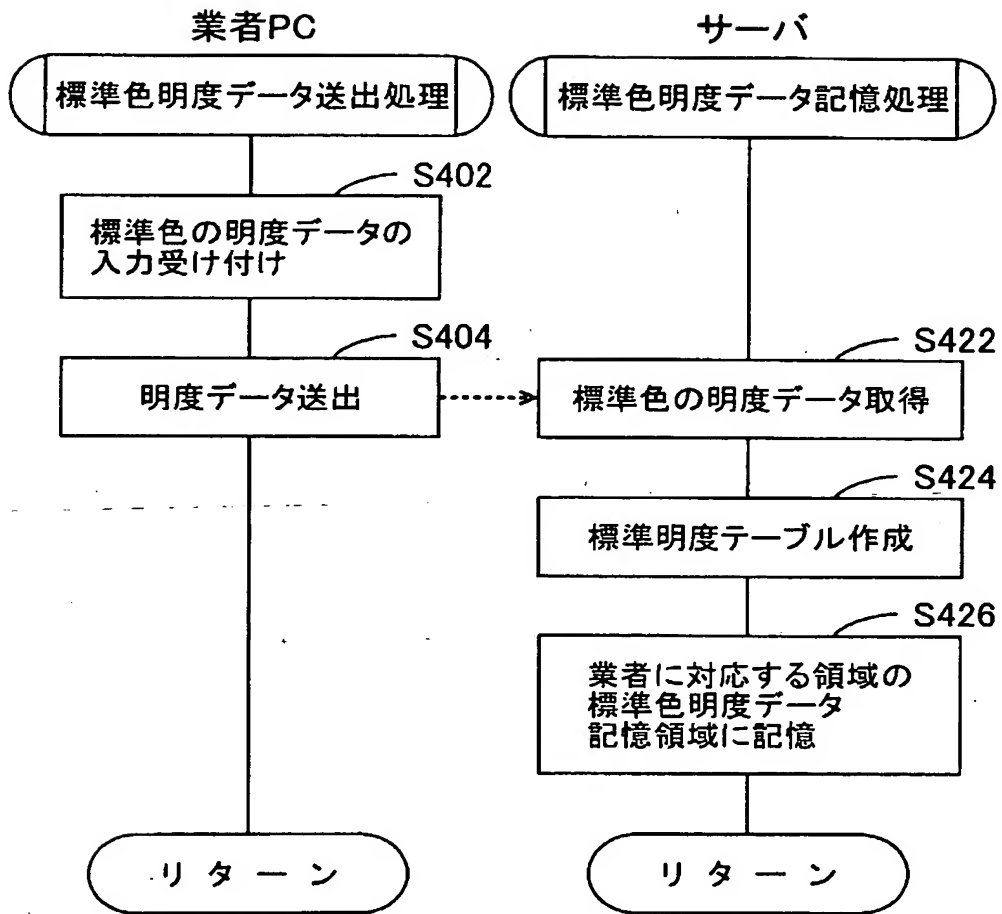 業者PC
サーバ
標準色明度データ送出処理
標準色明度データ記憶処理
S402
標準色の明度データの
入力受け付け
S404
明度データ送出
S422
標準色の明度データ取得
S424
標準明度テーブル作成
S426
業者に対応する領域の
標準色明度データ
記憶領域に記憶
リターン
リターン